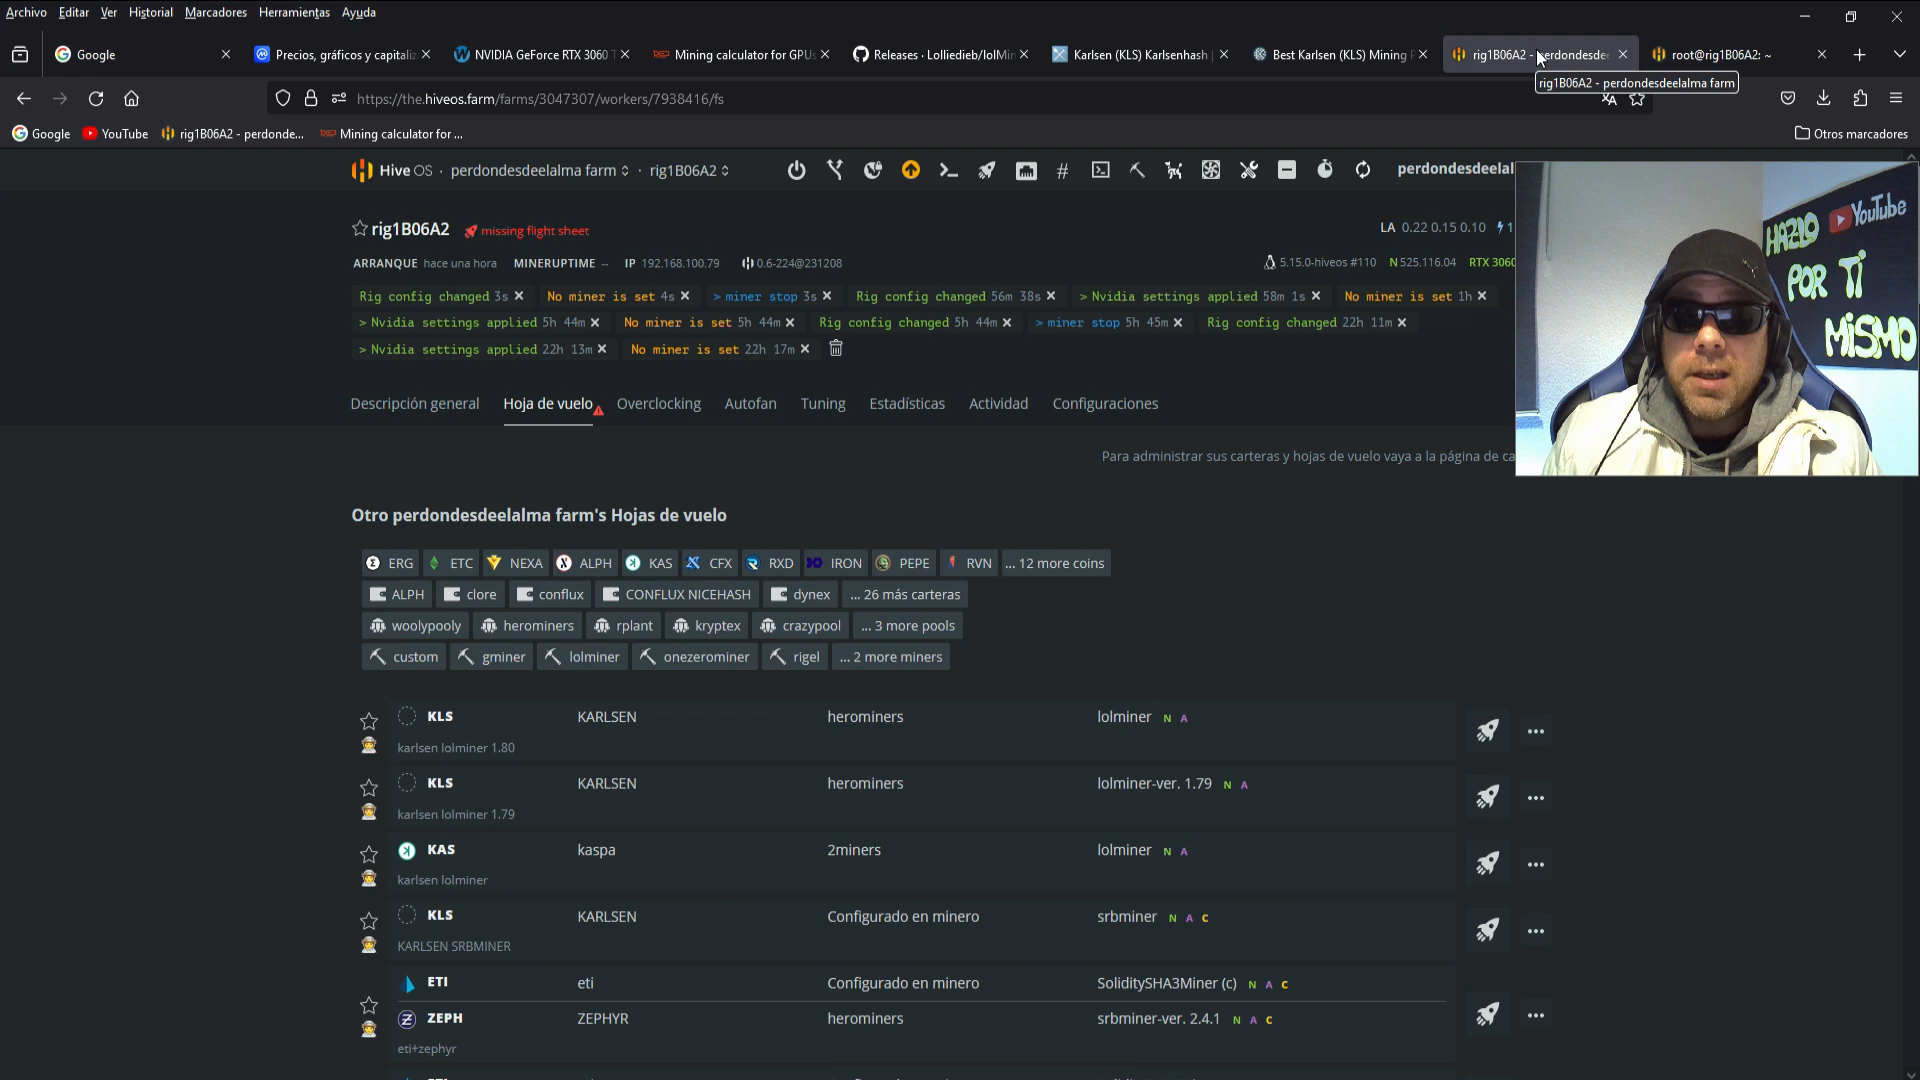 Archivo Editar Ver Historial Marcadores Herramientas Ayuda
Google Precios, gráficos y capitaliz NVIDIA GeForce RTX 3060 T Mining calculator for GPUs Releases · Lolliedieb/lolMin Karlsen (KLS) Karlsenhash | Best Karlsen (KLS) Mining P rig1B06A2 - perdondesdee root@rig1B06A2: ~
https://the.hiveos.farm/farms/3047307/workers/7938416/fs
rig1B06A2 - perdondesdeelalma farm
Google YouTube rig1B06A2 - perdonde... Mining calculator for ... Otros marcadores
Hive OS · perdondesdeelalma farm · rig1B06A2 perdondesdeelal
rig1B06A2 missing flight sheet LA 0.22 0.15 0.10 1
ARRANQUE hace una hora MINERUPTIME -- IP 192.168.100.79 0.6-224@231208 5.15.0-hiveos #110 N 525.116.04 RTX 3060
Rig config changed 3s No miner is set 4s > miner stop 3s Rig config changed 56m 38s > Nvidia settings applied 58m 1s No miner is set 1h
> Nvidia settings applied 5h 44m No miner is set 5h 44m Rig config changed 5h 44m > miner stop 5h 45m Rig config changed 22h 11m
> Nvidia settings applied 22h 13m No miner is set 22h 17m
Descripción general Hoja de vuelo Overclocking Autofan Tuning Estadísticas Actividad Configuraciones
Para administrar sus carteras y hojas de vuelo vaya a la página de ca
HAZLO YouTube
POR TÍ
MISMO
Otro perdondesdeelalma farm's Hojas de vuelo
ERG ETC NEXA ALPH KAS CFX RXD IRON PEPE RVN ... 12 more coins
ALPH clore conflux CONFLUX NICEHASH dynex ... 26 más carteras
woolypooly herominers rplant kryptex crazypool ... 3 more pools
custom gminer lolminer onezerominer rigel ... 2 more miners
KLS KARLSEN herominers lolminer N A
karlsen lolminer 1.80
KLS KARLSEN herominers lolminer-ver. 1.79 N A
karlsen lolminer 1.79
KAS kaspa 2miners lolminer N A
karlsen lolminer
KLS KARLSEN Configurado en minero srbminer N A C
KARLSEN SRBMINER
ETI eti Configurado en minero SoliditySHA3Miner (c) N A C
ZEPH ZEPHYR herominers srbminer-ver. 2.4.1 N A C
eti+zephyr